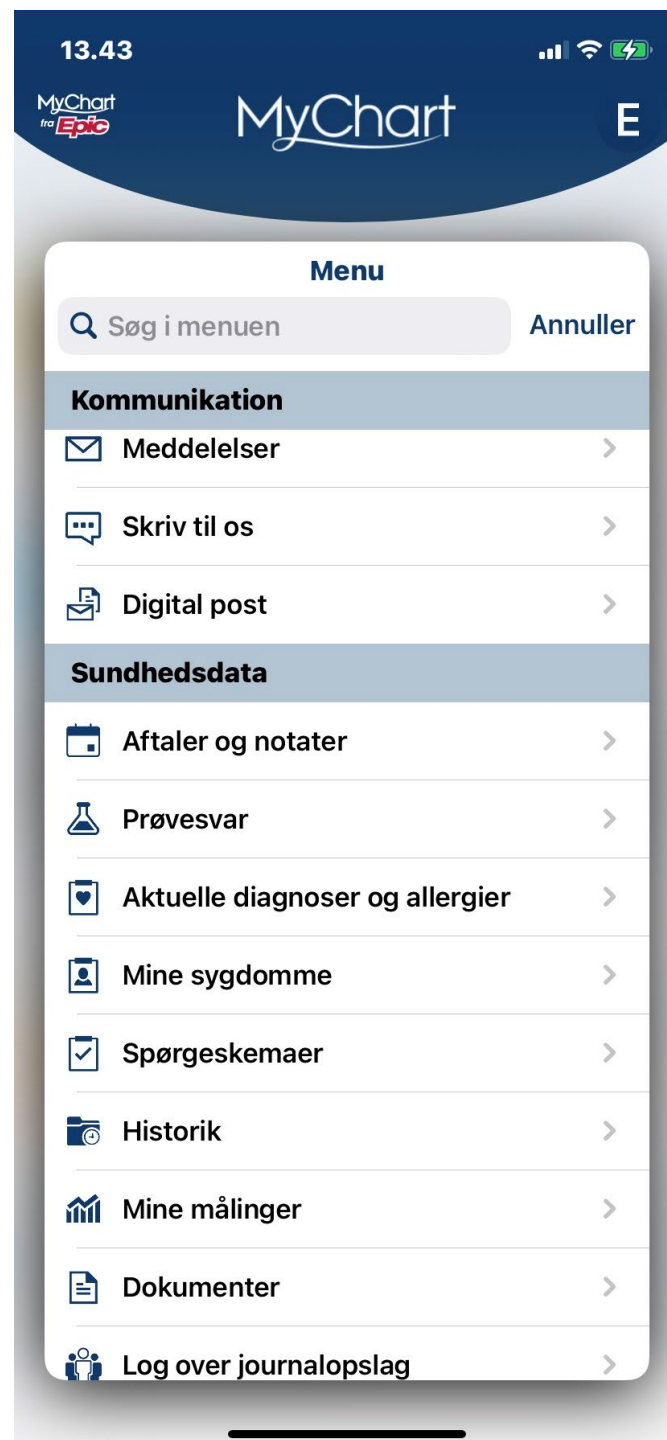 13.43
MyChart
fra Epic
MyChart
E
Menu
Søg i menuen
Annuller
Kommunikation
Meddelelser
Skriv til os
Digital post
Sundhedsdata
Aftaler og notater
Prøvesvar
Aktuelle diagnoser og allergier
Mine sygdomme
Spørgeskemaer
Historik
Mine målinger
Dokumenter
Log over journalopslag